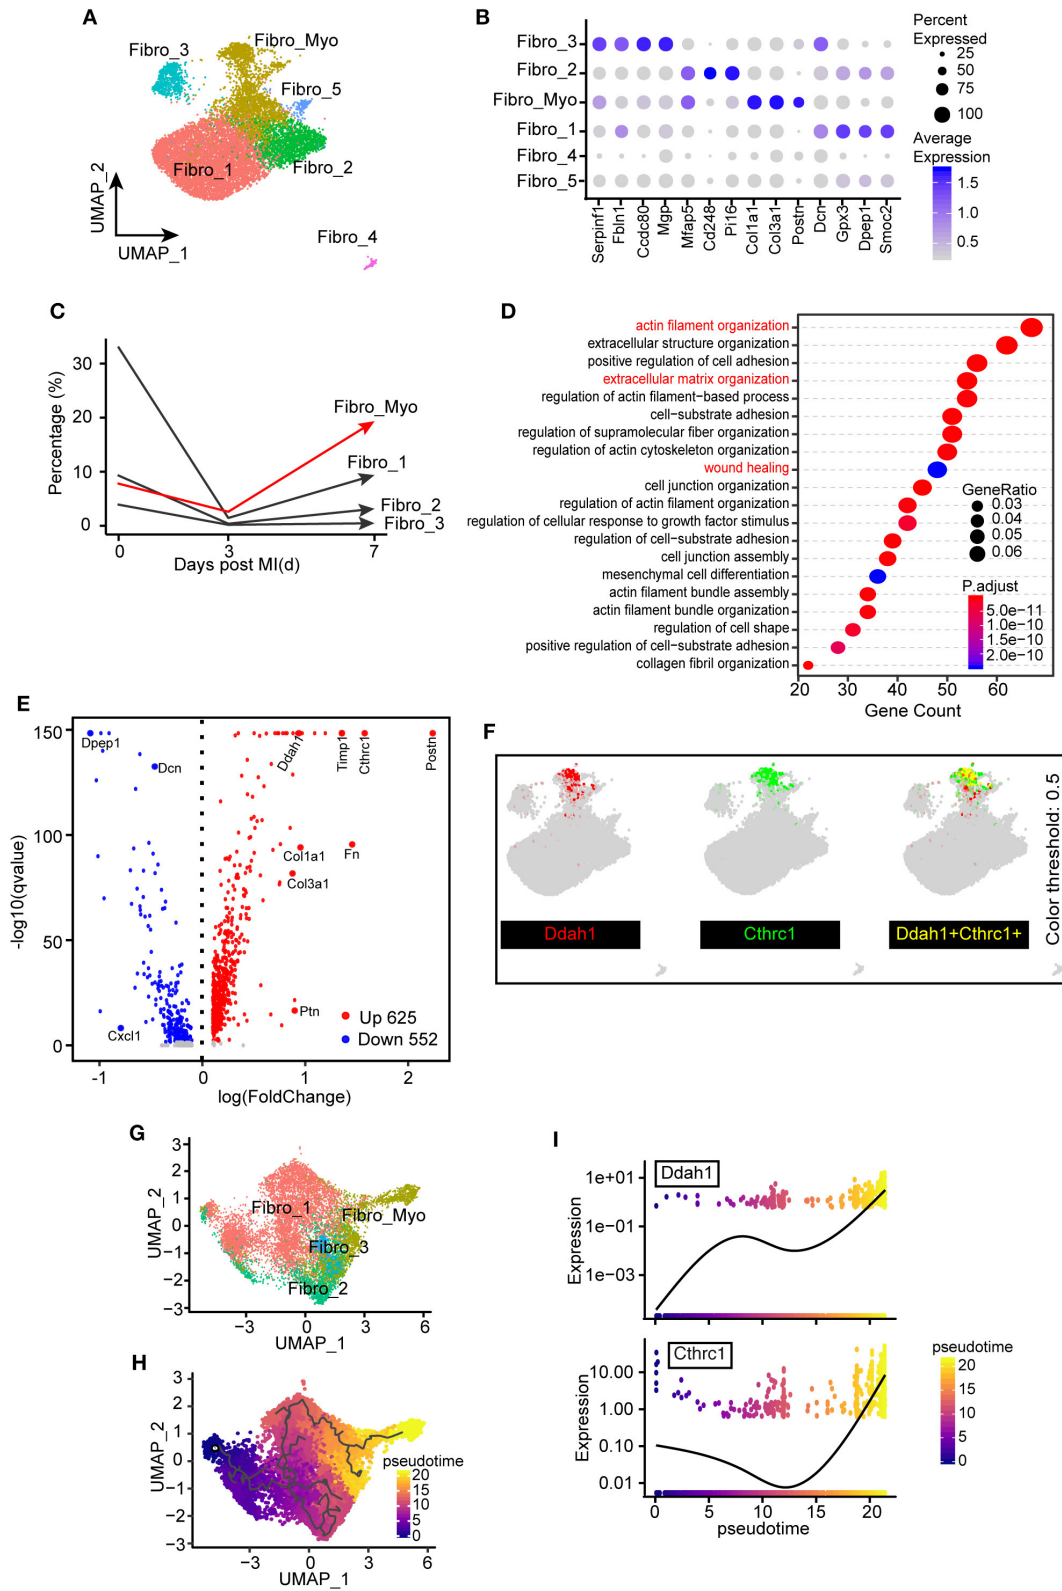 A
Fibro_3
Fibro_Myo
Fibro_5
Fibro_1
Fibro_2
Fibro_4
UMAP_2
UMAP_1
B
Fibro_3
Fibro_2
Fibro_Myo
Fibro_1
Fibro_4
Fibro_5
Serpinf1
Fbln1
Ccdc80
Mgp
Mfap5
Cd248
Pi16
Col1a1
Col3a1
Postn
Dcn
Gpx3
Dpep1
Smoc2
Percent
Expressed
25
50
75
100
Average
Expression
1.5
1.0
0.5
C
Percentage (%)
30
20
10
0
Fibro_Myo
Fibro_1
Fibro_2
Fibro_3
0 3 7
Days post MI(d)
D
actin filament organization
extracellular structure organization
positive regulation of cell adhesion
extracellular matrix organization
regulation of actin filament−based process
cell−substrate adhesion
regulation of supramolecular fiber organization
regulation of actin cytoskeleton organization
wound healing
cell junction organization
regulation of actin filament organization
regulation of cellular response to growth factor stimulus
regulation of cell−substrate adhesion
cell junction assembly
mesenchymal cell differentiation
actin filament bundle assembly
actin filament bundle organization
regulation of cell shape
positive regulation of cell−substrate adhesion
collagen fibril organization
GeneRatio
0.03
0.04
0.05
0.06
P.adjust
5.0e−11
1.0e−10
1.5e−10
2.0e−10
20 30 40 50 60
Gene Count
E
-log10(qvalue)
150
100
50
0
Dpep1
Dcn
Ddah1
Timp1
Cthrc1
Postn
Col1a1
Fn
Col3a1
Ptn
Cxcl1
Up 625
Down 552
-1 0 1 2
log(FoldChange)
F
Ddah1
Cthrc1
Ddah1+Cthrc1+
Color threshold: 0.5
G
UMAP_2
3
2
1
0
−1
−2
−3
Fibro_1
Fibro_Myo
Fibro_3
Fibro_2
−3 0 3 6
UMAP_1
H
UMAP_2
3
2
1
0
−1
−2
−3
pseudotime
20
15
10
5
0
−3 0 3 6
UMAP_1
I
Ddah1
Expression
1e+01
1e−01
1e−03
Cthrc1
Expression
10.00
1.00
0.10
0.01
0 5 10 15 20
pseudotime
pseudotime
20
15
10
5
0